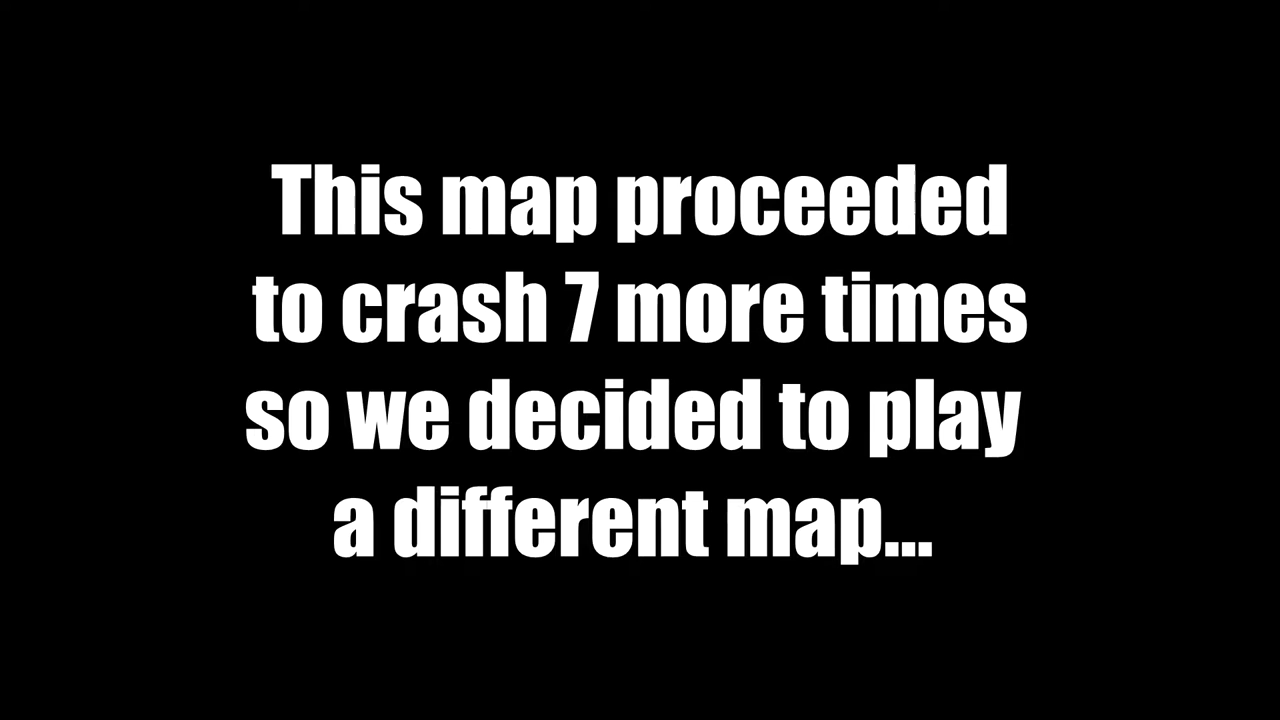 This map proceeded
to crash 7 more times
so we decided to play
a different map...